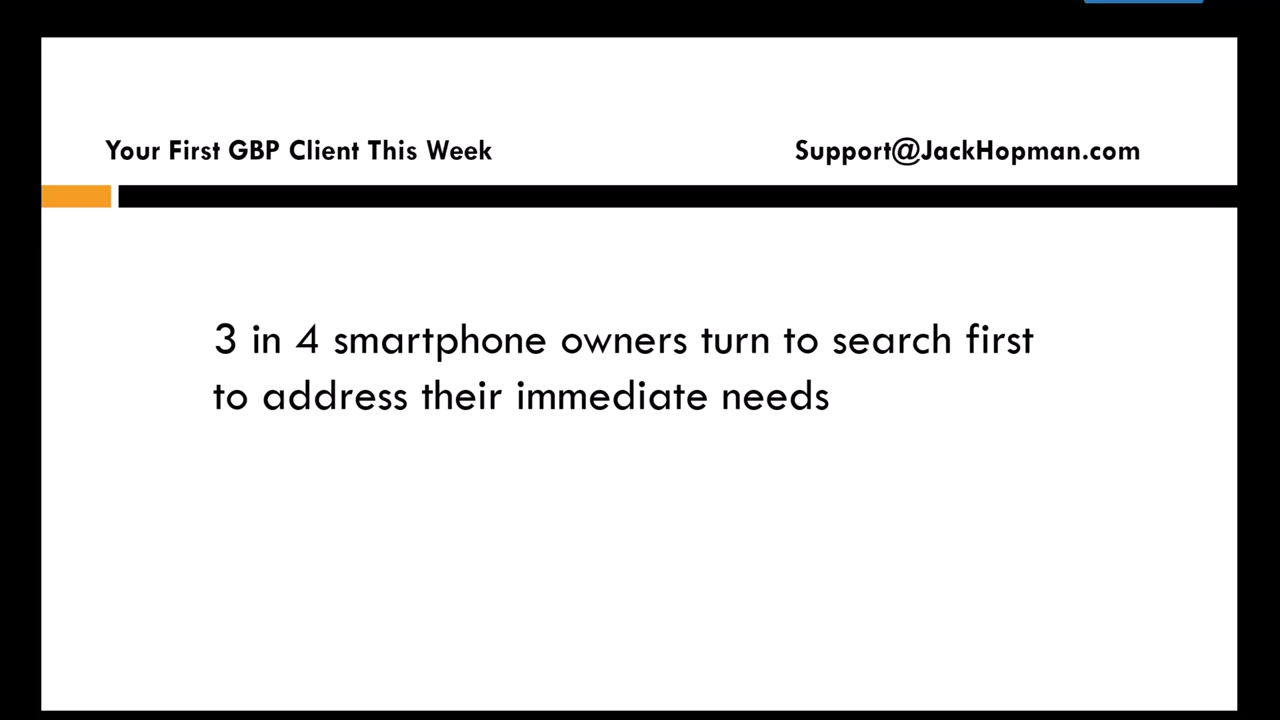 Your First GBP Client This Week
Support@JackHopman.com
3 in 4 smartphone owners turn to search first
to address their immediate needs